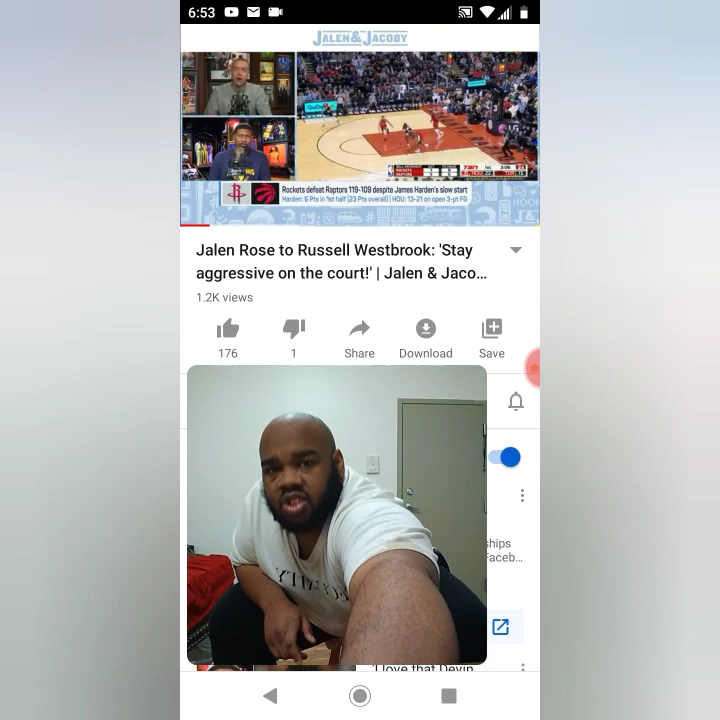 6:53
JALEN & JACOBY
Rockets defeat Raptors 119-109 despite James Harden's slow start
Harden: 6 Pts in 1st half (23 Pts overall) | HOU: 13-21 on open 3-pt FG
Jalen Rose to Russell Westbrook: 'Stay
aggressive on the court!' | Jalen & Jaco...
1.2K views
176
1
Share
Download
Save
ships
Faceb...
'I love that Devin